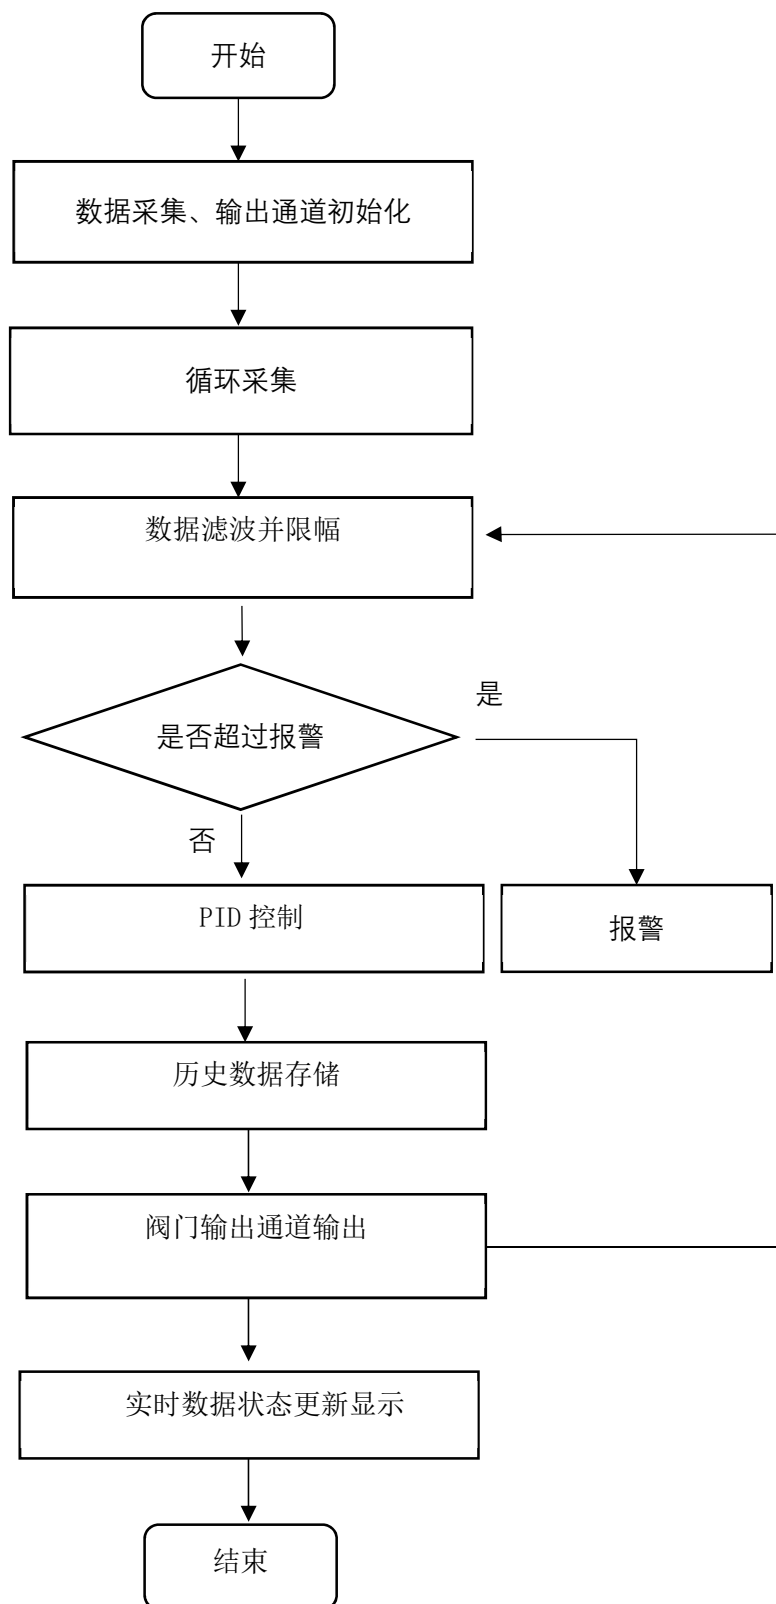 开始
数据采集、输出通道初始化
循环采集
数据滤波并限幅
是
是否超过报警
否
PID 控制
报警
历史数据存储
阀门输出通道输出
实时数据状态更新显示
结束